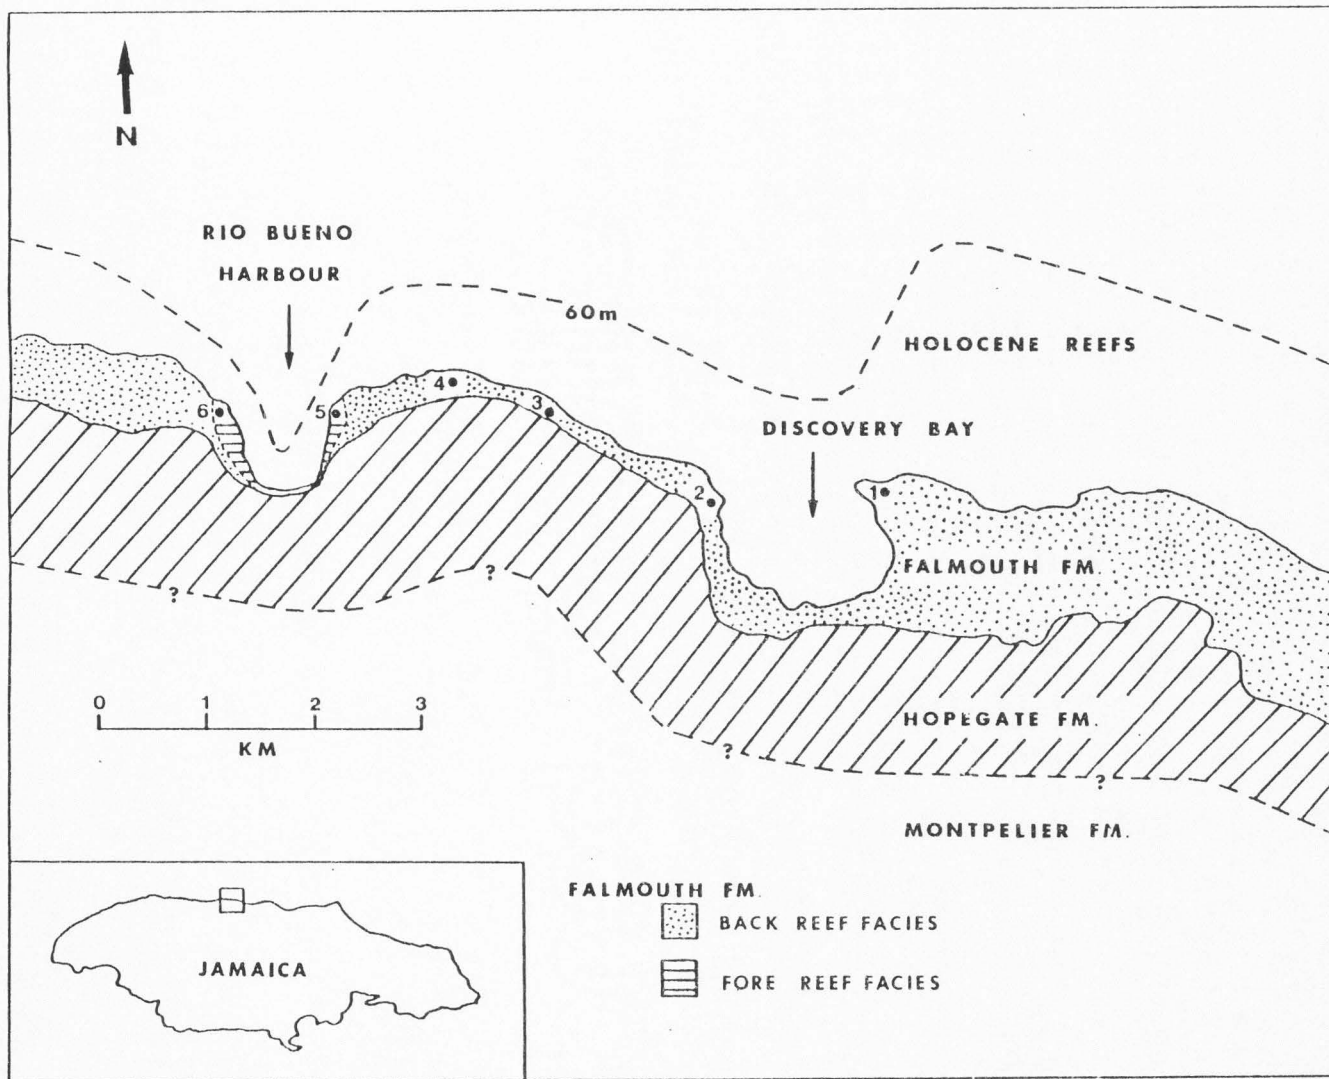 N
RIO BUENO
HARBOUR
60m
HOLOCENE REEFS
DISCOVERY BAY
6
5
4
3
2
1
FALMOUTH FM.
?
?
?
?
0 1 2 3
KM
HOPEGATE FM.
MONTPELIER FM.
JAMAICA
FALMOUTH FM.
BACK REEF FACIES
FORE REEF FACIES